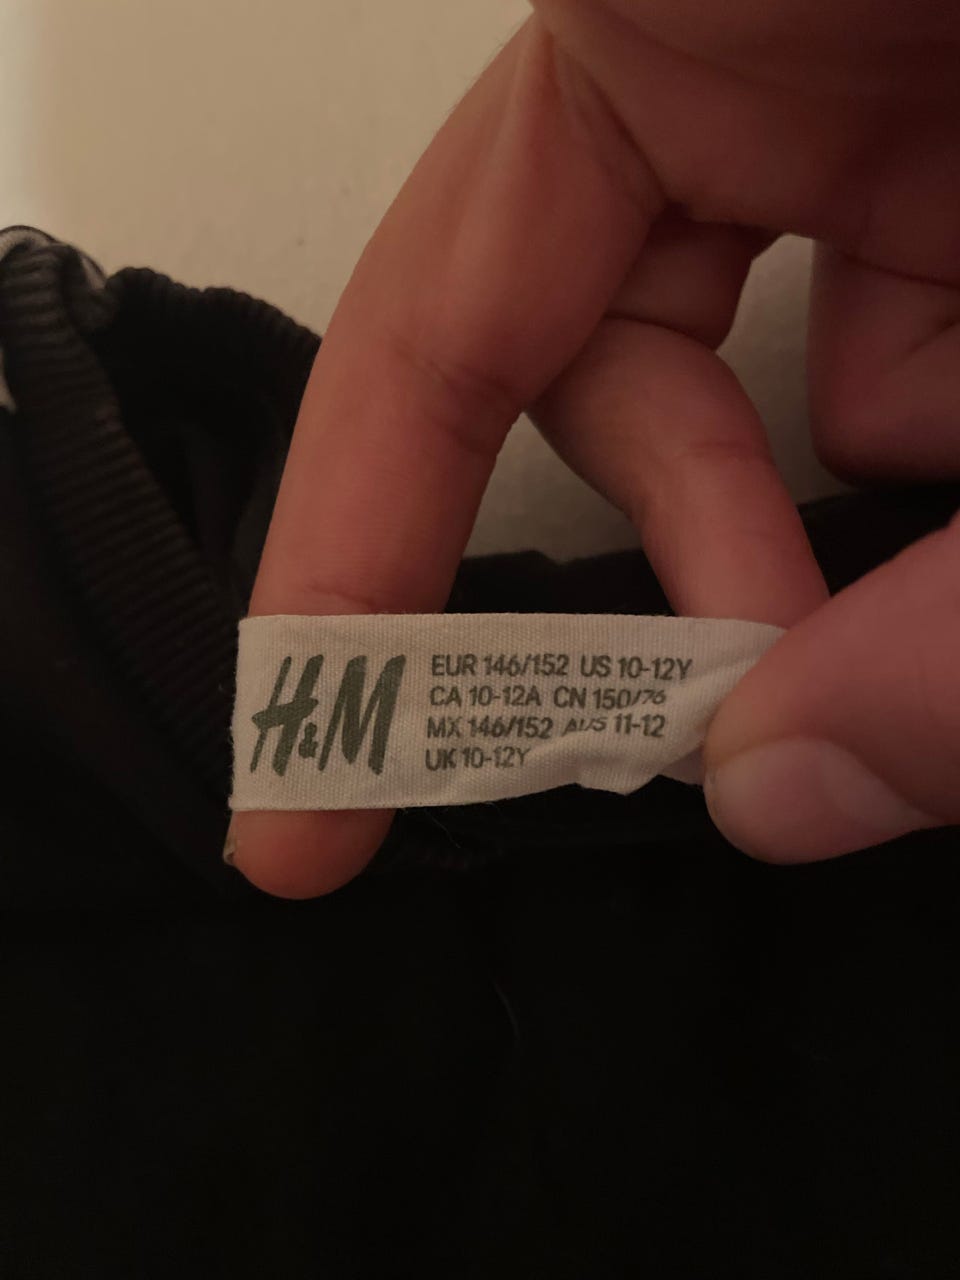 H&M
EUR 146/152 US 10-12Y
CA 10-12A CN 150/76
MX 146/152 AUS 11-12
UK 10-12Y